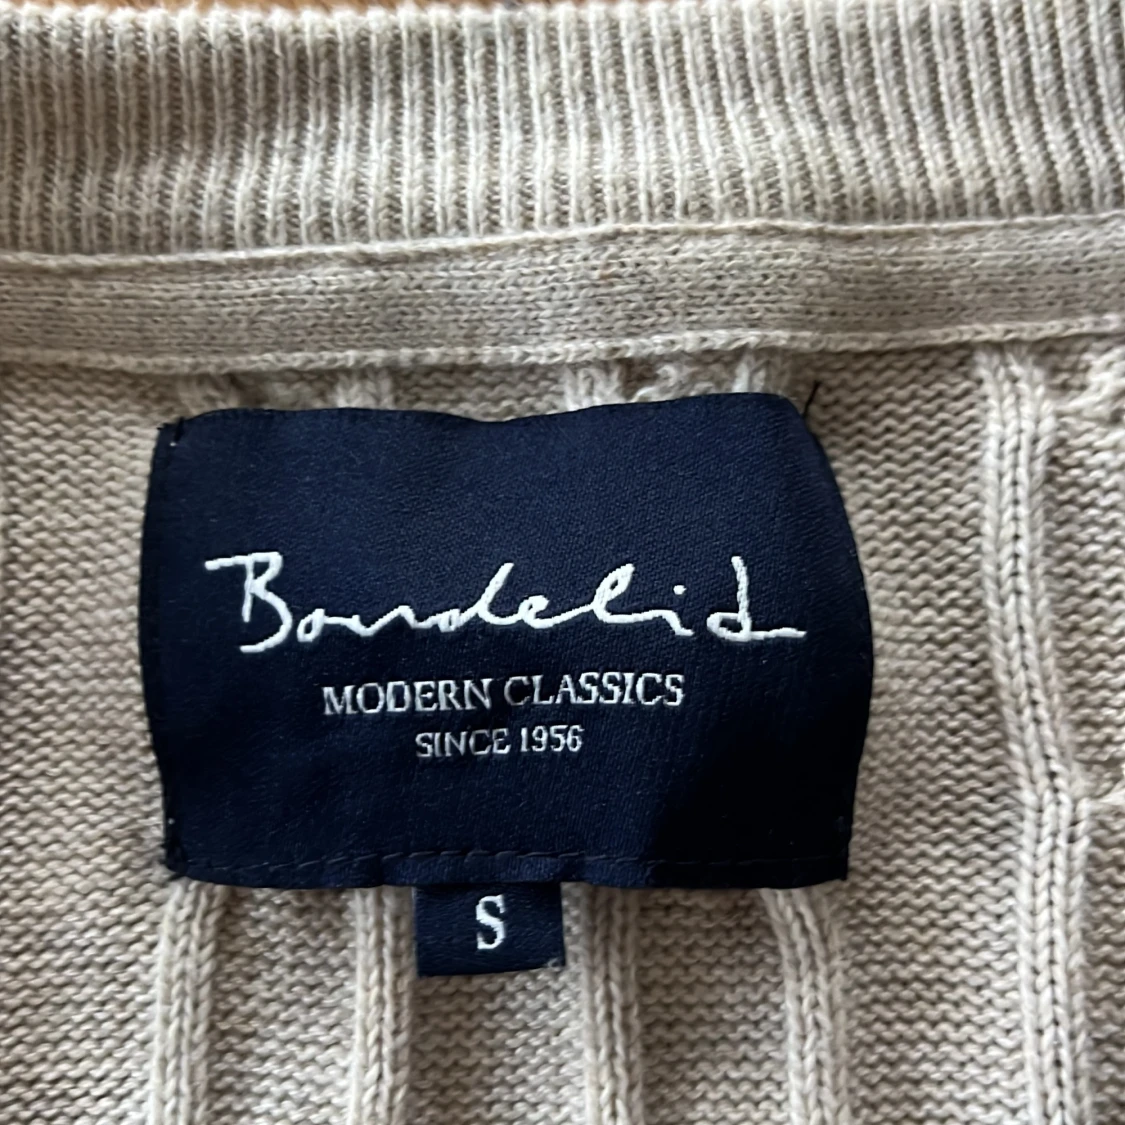 Bondelid
MODERN CLASSICS
SINCE 1956
S